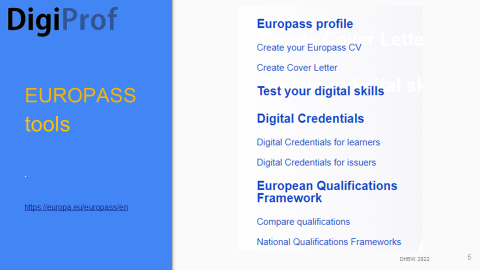 DigiProf
EUROPASS
tools
.
https://europa.eu/europass/en
Europass profile
Create your Europass CV
Create Cover Letter
Test your digital skills
Digital Credentials
Digital Credentials for learners
Digital Credentials for issuers
European Qualifications
Framework
Compare qualifications
National Qualifications Frameworks
DHBW 2022
5